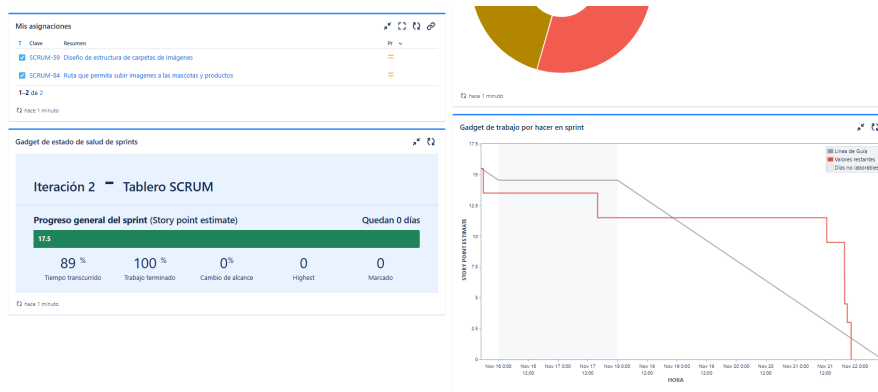 Mis asignaciones
T Clave Resumen Pr
SCRUM-59 Diseño de estructura de carpetas de imágenes
SCRUM-84 Ruta que permita subir imagenes a las mascotas y productos
1–2 de 2
hace 1 minuto
Gadget de estado de salud de sprints
Iteración 2 - Tablero SCRUM
Progreso general del sprint (Story point estimate) Quedan 0 días
17.5
89 % 100 % 0% 0 0
Tiempo transcurrido Trabajo terminado Cambio de alcance Highest Marcado
hace 1 minuto
hace 1 minuto
Gadget de trabajo por hacer en sprint
Línea de Guía
Valores restantes
Días no laborables
STORY POINT ESTIMATE
17.5
15
12.5
10
7.5
5
2.5
0
Nov 16 0:00 Nov 16 12:00 Nov 17 0:00 Nov 17 12:00 Nov 18 0:00 Nov 18 12:00 Nov 19 0:00 Nov 19 12:00 Nov 20 0:00 Nov 20 12:00 Nov 21 0:00 Nov 21 12:00 Nov 22 0:00
HORA